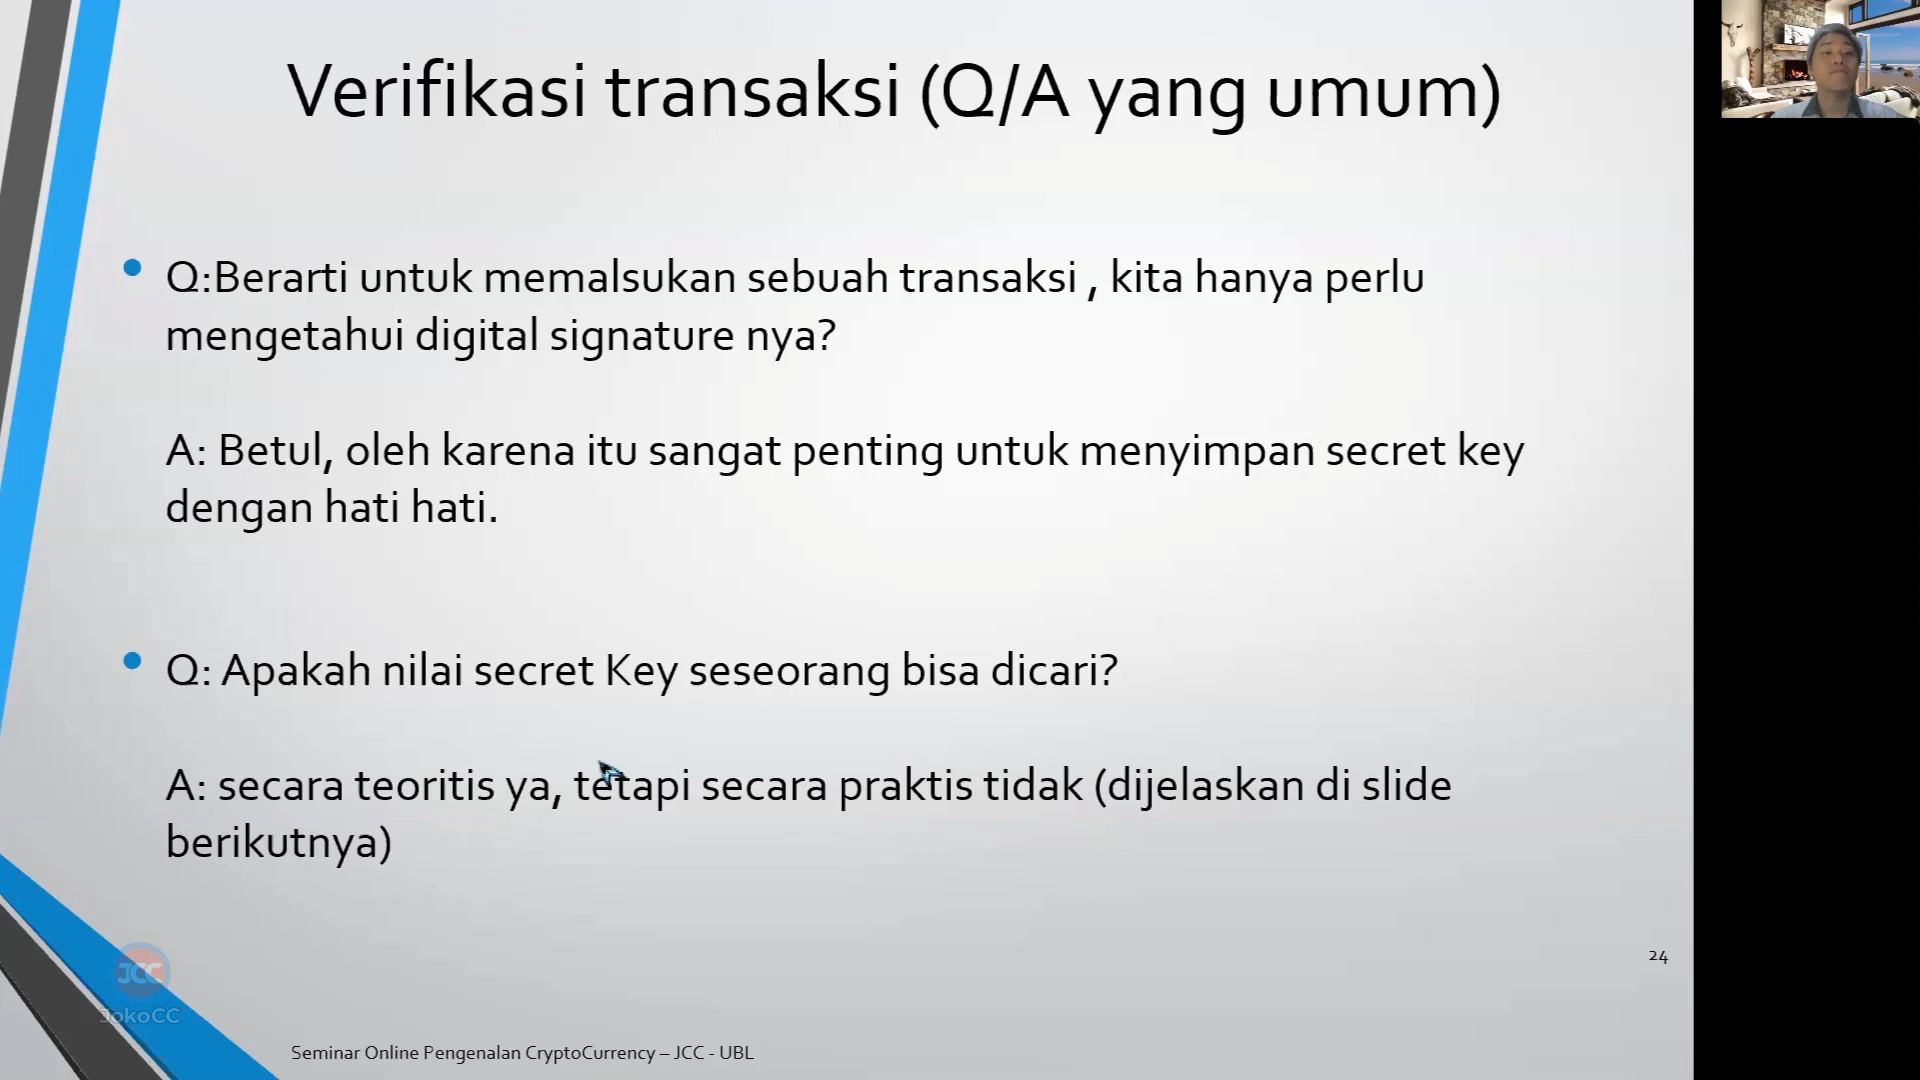 Verifikasi transaksi (Q/A yang umum)
Q:Berarti untuk memalsukan sebuah transaksi , kita hanya perlu
mengetahui digital signature nya?
A: Betul, oleh karena itu sangat penting untuk menyimpan secret key
dengan hati hati.
Q: Apakah nilai secret Key seseorang bisa dicari?
A: secara teoritis ya, tetapi secara praktis tidak (dijelaskan di slide
berikutnya)
24
JCC
JokoCC
Seminar Online Pengenalan CryptoCurrency – JCC - UBL